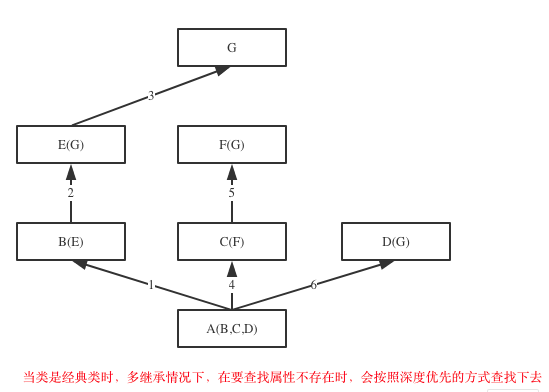 G
3
E(G)
F(G)
2
5
B(E)
C(F)
D(G)
1
4
6
A(B,C,D)
当类是经典类时，多继承情况下，在要查找属性不存在时，会按照深度优先的方式查找下去